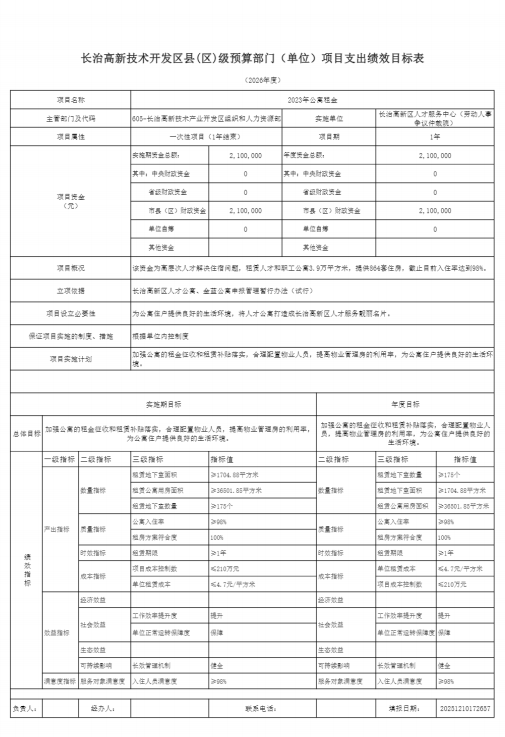 长治高新技术开发区县(区)级预算部门（单位）项目支出绩效目标表
（2026年度）
项目名称 2023年公寓租金
主管部门及代码 605-长治高新技术产业开发区组织和人力资源部 实施单位 长治高新区人才服务中心（劳动人事争议仲裁院）
项目属性 一次性项目（1年结束） 项目期 1年
项目资金（元） 实施期资金总额： 2,100,000 年度资金总额： 2,100,000
其中：中央财政资金 0 其中：中央财政资金 0
省级财政资金 0 省级财政资金 0
市县（区）财政资金 2,100,000 市县（区）财政资金 2,100,000
单位自筹 0 单位自筹 0
其他资金 其他资金
项目概况 该资金为高层次人才解决住宿问题，租赁人才和职工公寓3.9万平方米，提供864套住房，截止目前入住率达到98%。
立项依据 长治高新区人才公寓、金蓝公寓申报管理暂行办法（试行）
项目设立必要性 为公寓住户提供良好的生活环境，将人才公寓打造成长治高新区人才服务靓丽名片。
保证项目实施的制度、措施 根据单位内控制度
项目实施计划 加强公寓的租金征收和租赁补贴落实，合理配置物业人员，提高物业管理房的利用率，为公寓住户提供良好的生活环境。
实施期目标 年度目标
总体目标 加强公寓的租金征收和租赁补贴落实，合理配置物业人员，提高物业管理房的利用率，为公寓住户提供良好的生活环境。 加强公寓的租金征收和租赁补贴落实，合理配置物业人员，提高物业管理房的利用率，为公寓住户提供良好的生活环境。
绩效指标 一级指标 二级指标 三级指标 指标值 二级指标 三级指标 指标值
产出指标 数量指标 租赁地下室面积 ≥1704.85平方米 数量指标 租赁地下室数量 ≥175个
租赁公寓用房面积 ≥36501.85平方米 租赁地下室面积 ≥1704.85平方米
租赁地下室数量 ≥175个 租赁公寓用房面积 ≥36501.85平方米
质量指标 公寓入住率 ≥98% 质量指标 公寓入住率 ≥98%
租房方案符合度 100% 租房方案符合度 100%
时效指标 租赁期限 ≥1年 时效指标 租赁期限 ≥1年
成本指标 项目成本控制数 ≤210万元 成本指标 单位租赁成本 ≤4.7元/平方米
单位租赁成本 ≤4.7元/平方米 项目成本控制数 ≤210万元
效益指标 经济效益 经济效益
社会效益 工作效率提升度 提升 社会效益 工作效率提升度 提升
单位正常运转保障度 保障 单位正常运转保障度 保障
生态效益 生态效益
可持续影响 长效管理机制 健全 可持续影响 长效管理机制 健全
满意度指标 服务对象满意度 入住人员满意度 ≥98% 服务对象满意度 入住人员满意度 ≥98%
负责人： 经办人： 联系电话： 填报日期： 20251210172657